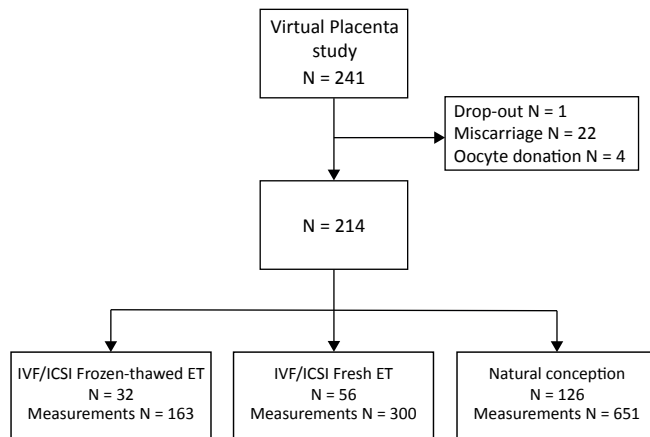 Virtual Placenta
study
N = 241
Drop-out N = 1
Miscarriage N = 22
Oocyte donation N = 4
N = 214
IVF/ICSI Frozen-thawed ET
N = 32
Measurements N = 163
IVF/ICSI Fresh ET
N = 56
Measurements N = 300
Natural conception
N = 126
Measurements N = 651